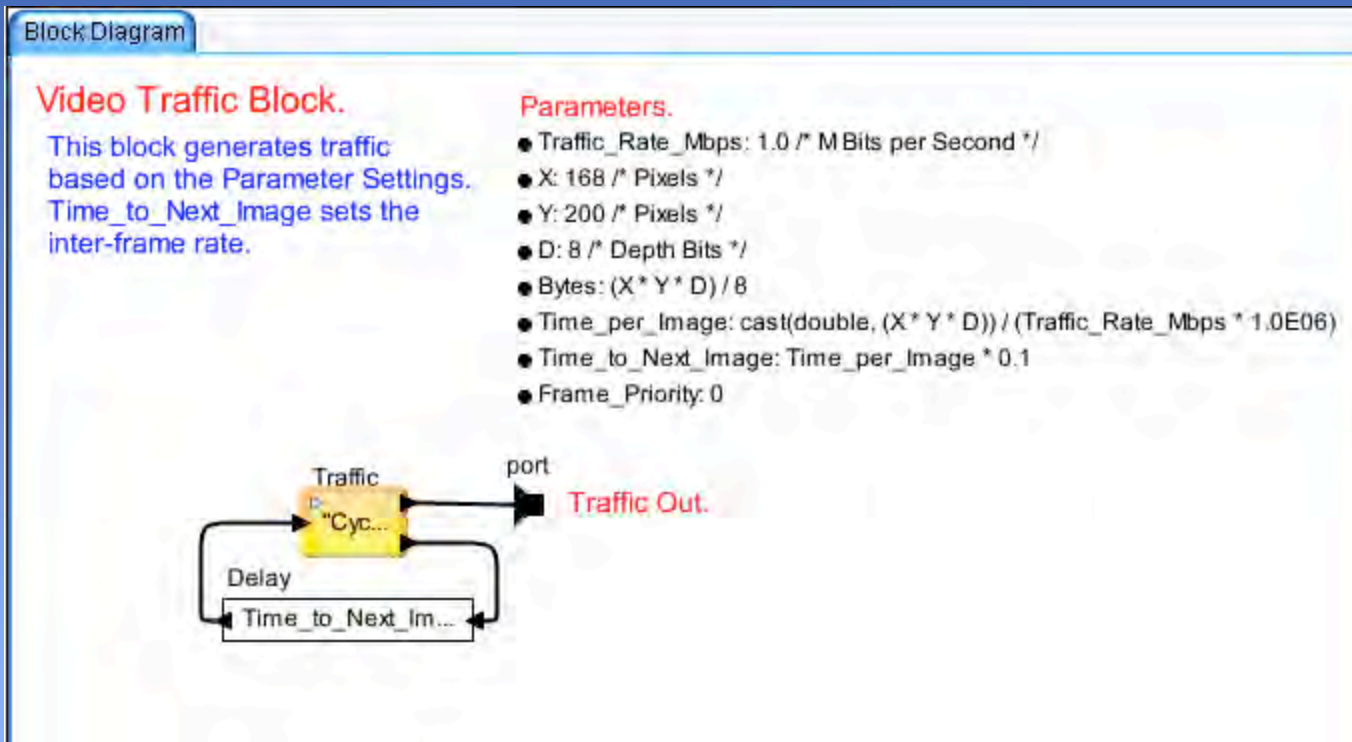 Block Diagram
Video Traffic Block.
This block generates traffic
based on the Parameter Settings.
Time_to_Next_Image sets the
inter-frame rate.
Parameters.
● Traffic_Rate_Mbps: 1.0 /* M Bits per Second */
● X: 168 /* Pixels */
● Y: 200 /* Pixels */
● D: 8 /* Depth Bits */
● Bytes: (X * Y * D) / 8
● Time_per_Image: cast(double, (X * Y * D)) / (Traffic_Rate_Mbps * 1.0E06)
● Time_to_Next_Image: Time_per_Image * 0.1
● Frame_Priority: 0
Traffic
"Cyc...
port
Traffic Out.
Delay
Time_to_Next_Im...